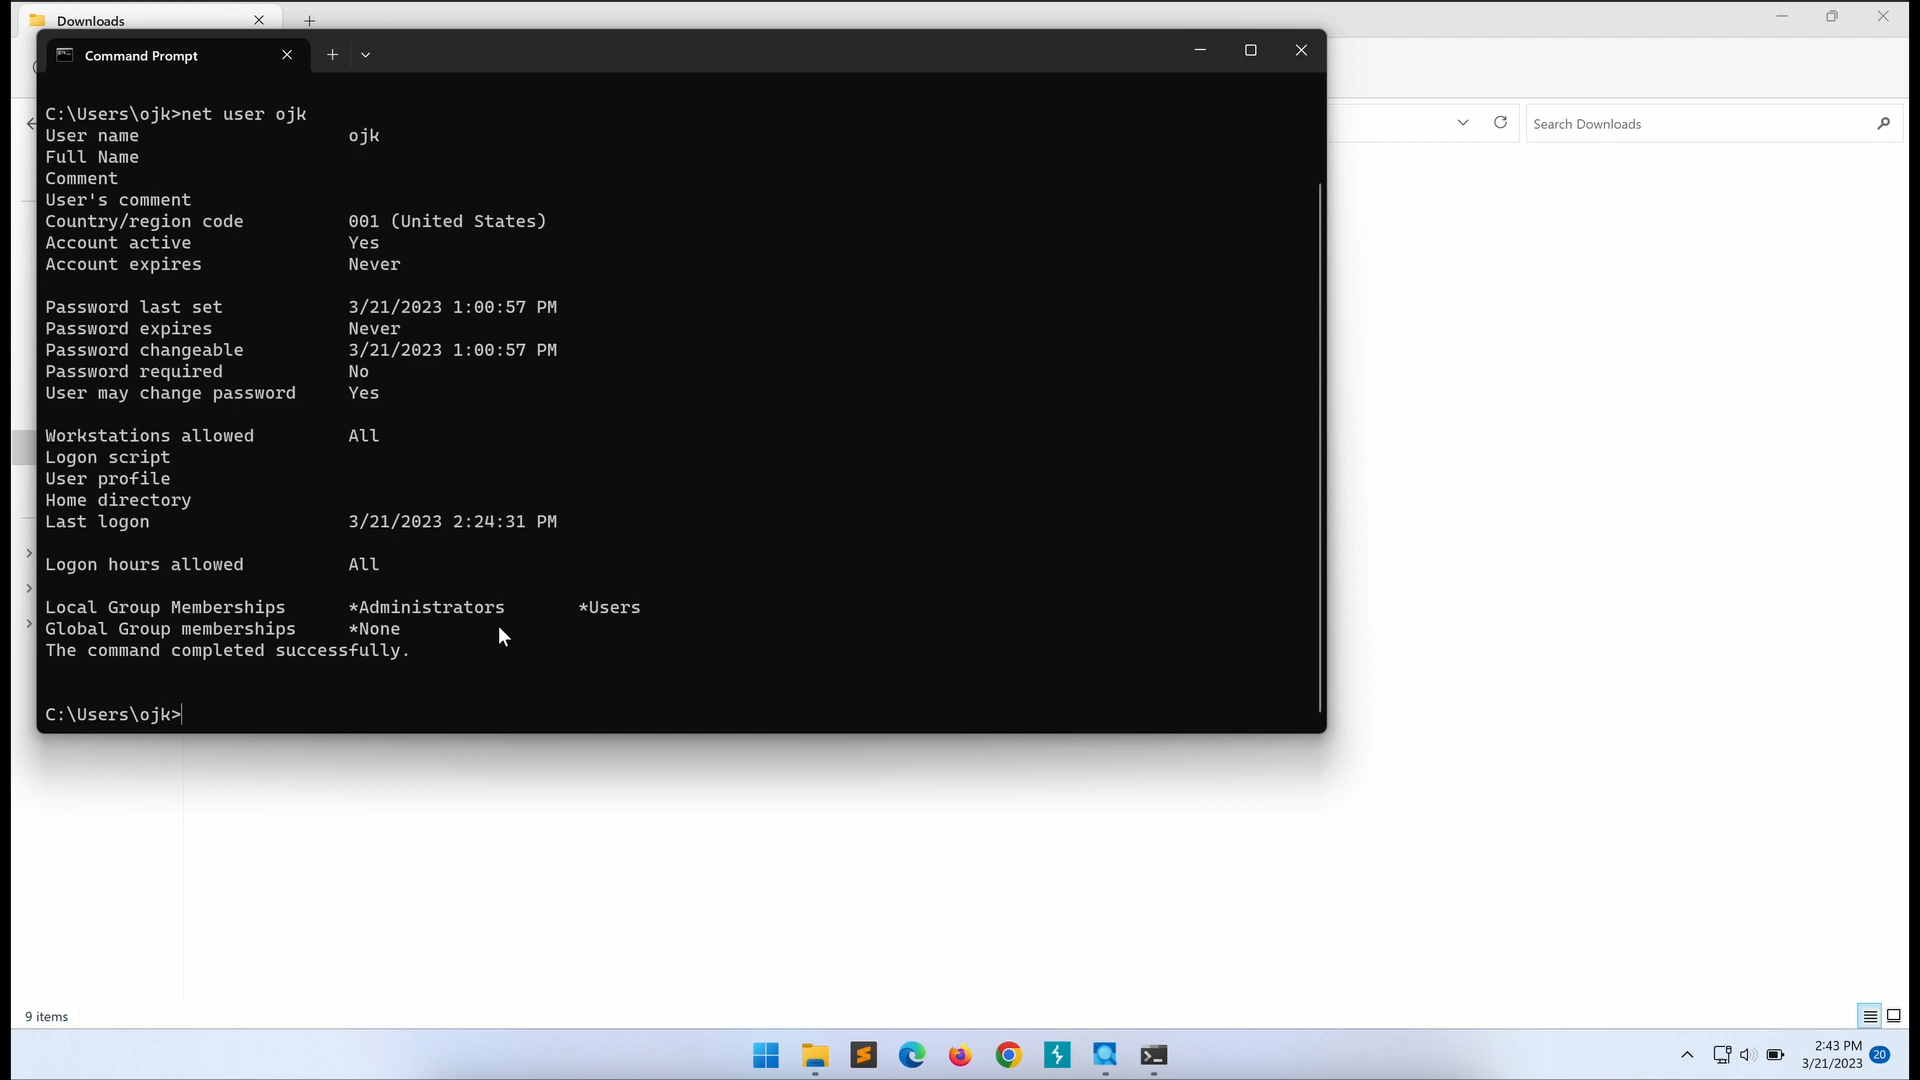 Downloads
Command Prompt
Search Downloads
C:\Users\ojk>net user ojk
User name ojk
Full Name
Comment
User's comment
Country/region code 001 (United States)
Account active Yes
Account expires Never
Password last set 3/21/2023 1:00:57 PM
Password expires Never
Password changeable 3/21/2023 1:00:57 PM
Password required No
User may change password Yes
Workstations allowed All
Logon script
User profile
Home directory
Last logon 3/21/2023 2:24:31 PM
Logon hours allowed All
Local Group Memberships *Administrators *Users
Global Group memberships *None
The command completed successfully.
C:\Users\ojk>
9 items
2:43 PM
3/21/2023
20